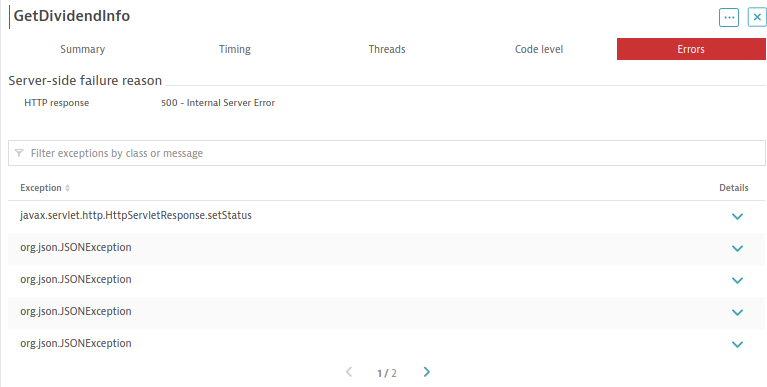 GetDividendInfo
Summary Timing Threads Code level Errors
Server-side failure reason
HTTP response 500 - Internal Server Error
Filter exceptions by class or message
Exception Details
javax.servlet.http.HttpServletResponse.setStatus
org.json.JSONException
org.json.JSONException
org.json.JSONException
org.json.JSONException
1 / 2